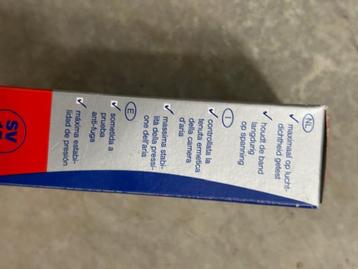 NL
✓ maximaal op lucht-
dichtheid getest
✓ houdt de band
langdurig
op spanning
I
✓ controllata la
tenuta ermetica
della camera
d'aria
✓ massima stabi-
lità della pressi-
one dell'aria
E
✓ sometida a
prueba
anti-fuga
✓ máxima estabi-
lidad de presión
SV